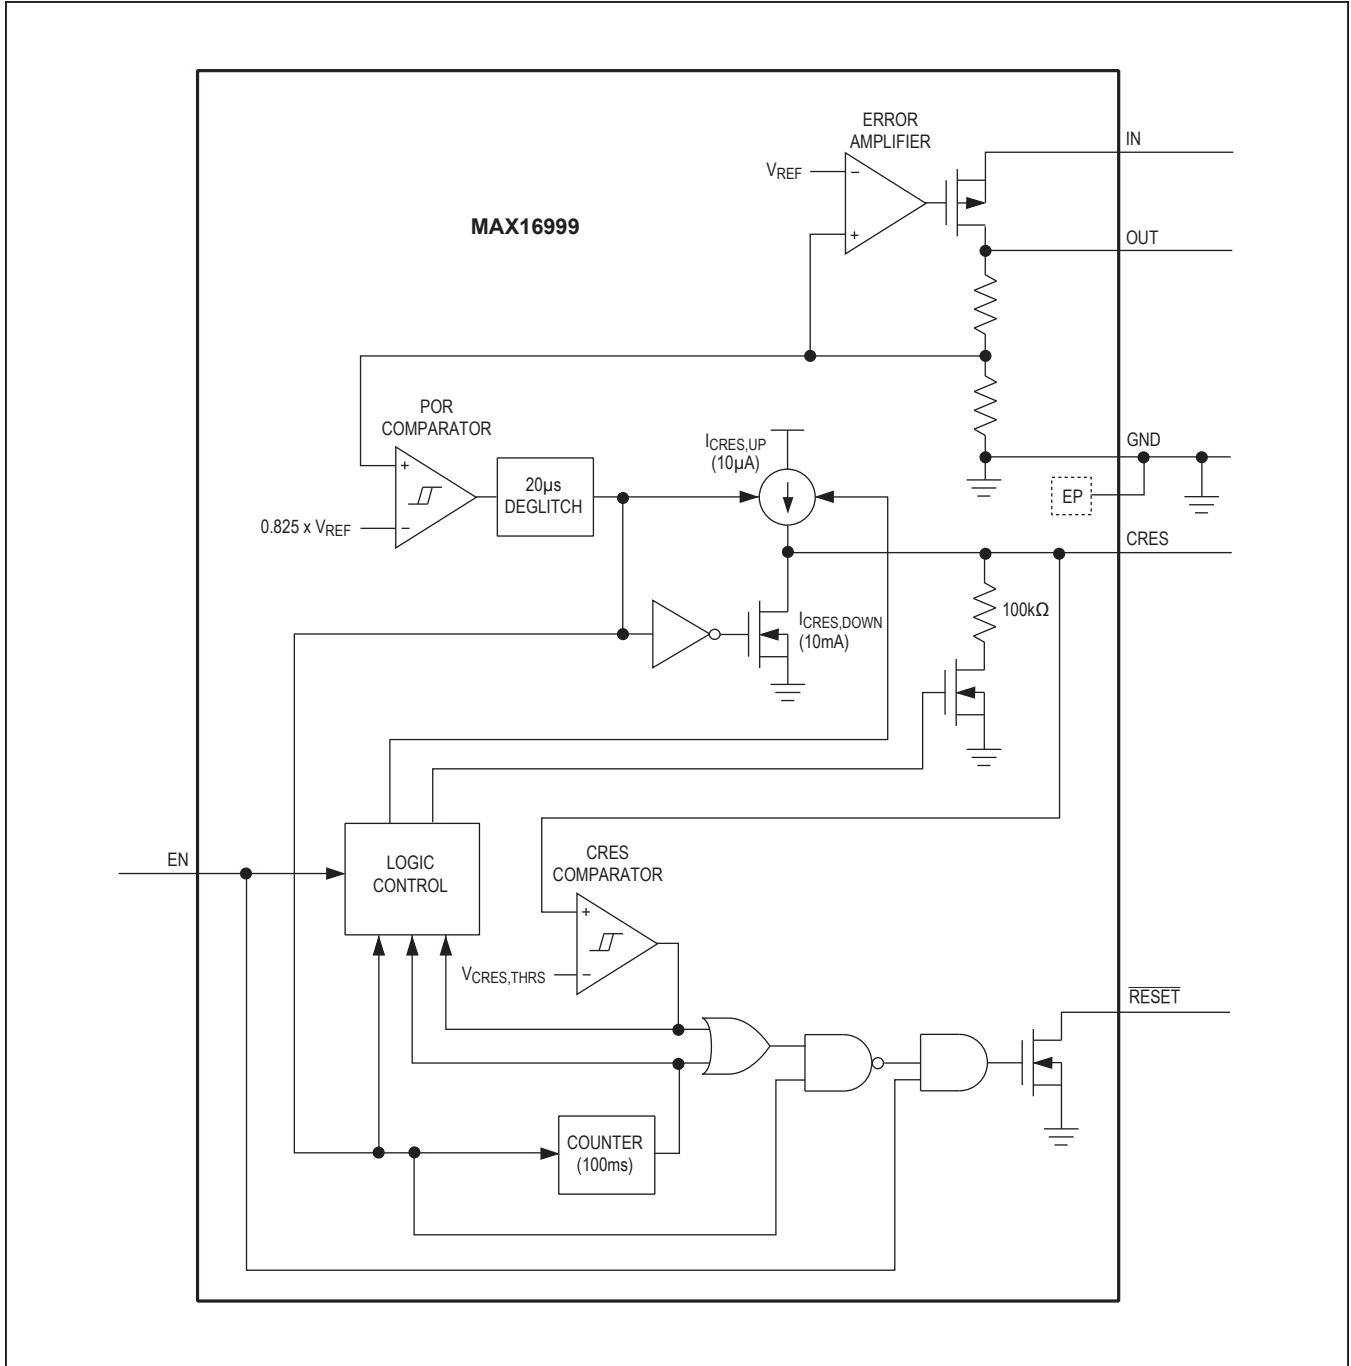 ERROR
AMPLIFIER
IN
VREF
−
+
MAX16999
OUT
POR
COMPARATOR
+
−
0.825 x VREF
20µs
DEGLITCH
ICRES,UP
(10µA)
GND
EP
CRES
100kΩ
ICRES,DOWN
(10mA)
EN
LOGIC
CONTROL
CRES
COMPARATOR
+
−
VCRES,THRS
RESET
COUNTER
(100ms)